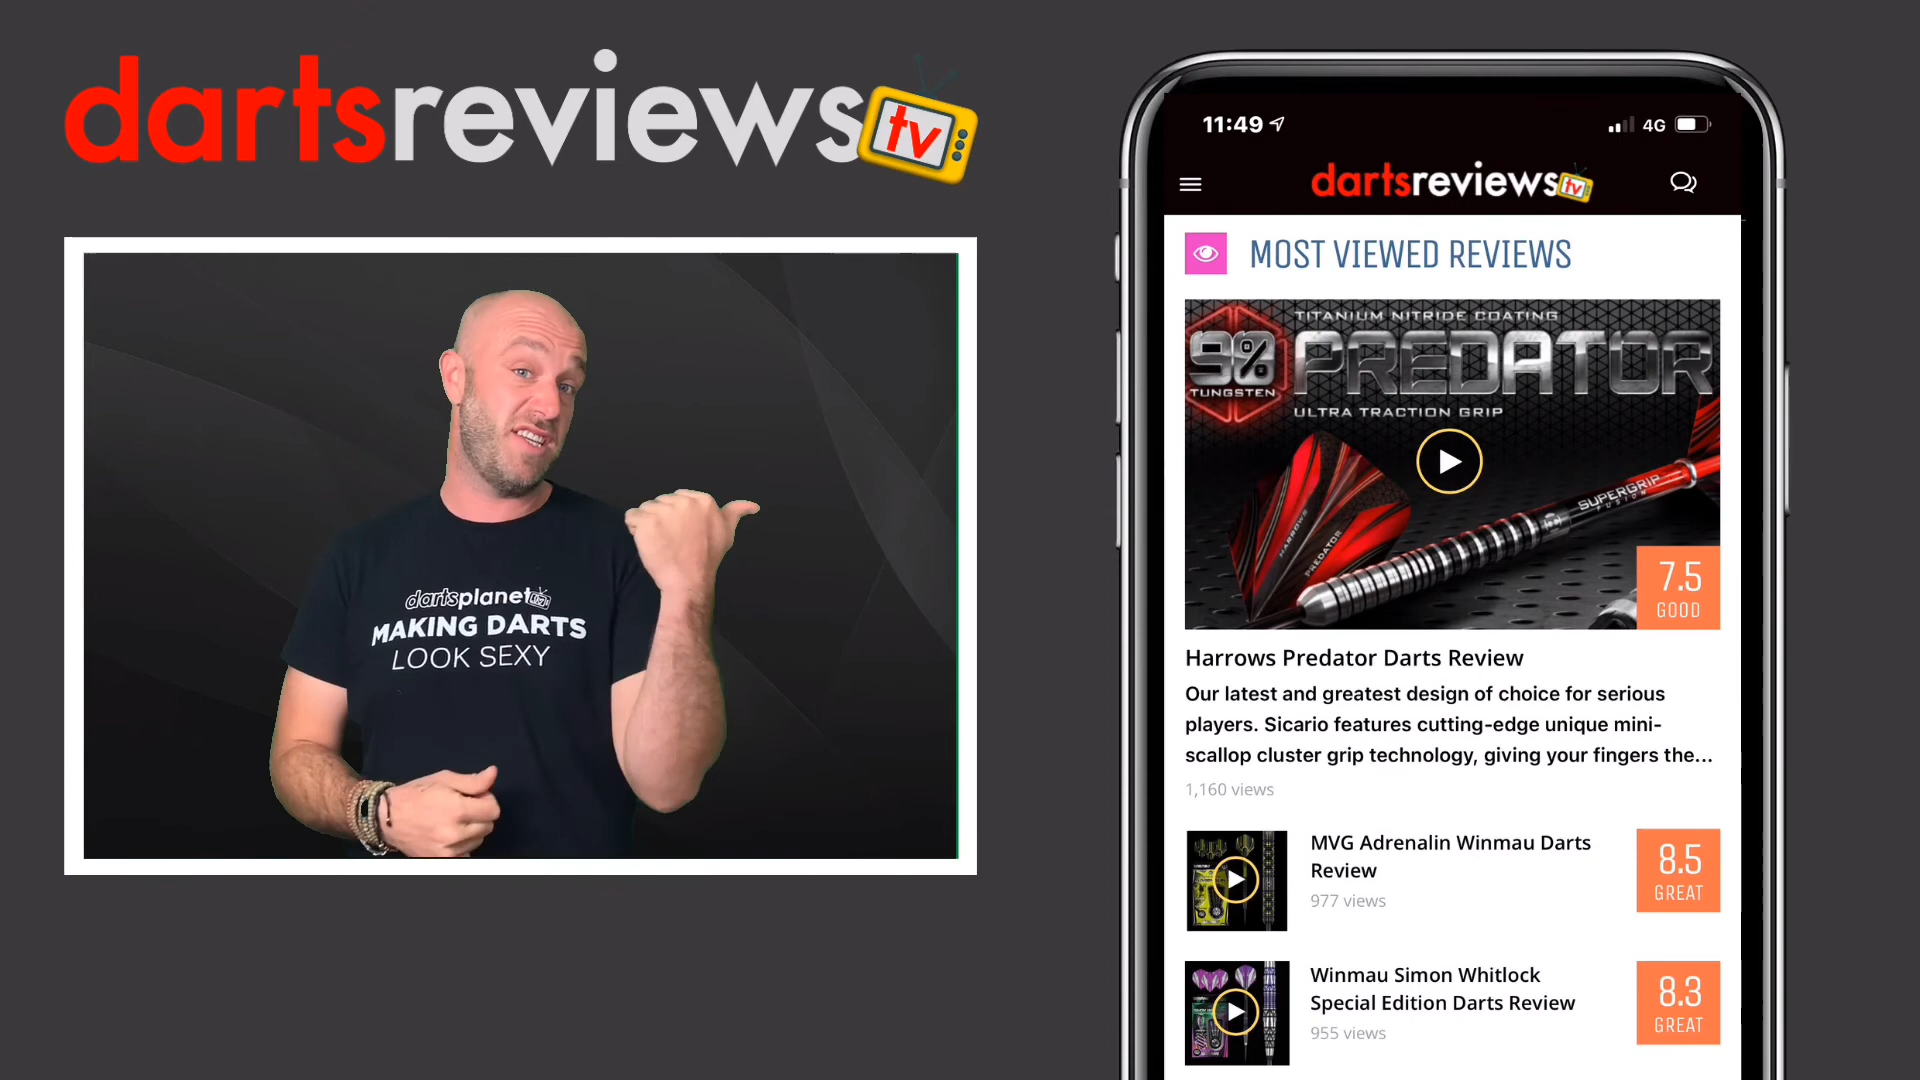 dartsreviews tv
dartsplanet tv
MAKING DARTS
LOOK SEXY
11:49
4G
dartsreviews tv
MOST VIEWED REVIEWS
TITANIUM NITRIDE COATING
90% PREDATOR
TUNGSTEN
ULTRA TRACTION GRIP
SUPERGRIP
FUSION
HARROWS
PREDATOR
7.5
GOOD
Harrows Predator Darts Review
Our latest and greatest design of choice for serious
players. Sicario features cutting-edge unique mini-
scallop cluster grip technology, giving your fingers the...
1,160 views
MVG Adrenalin Winmau Darts
Review
977 views
8.5
GREAT
Winmau Simon Whitlock
Special Edition Darts Review
955 views
8.3
GREAT